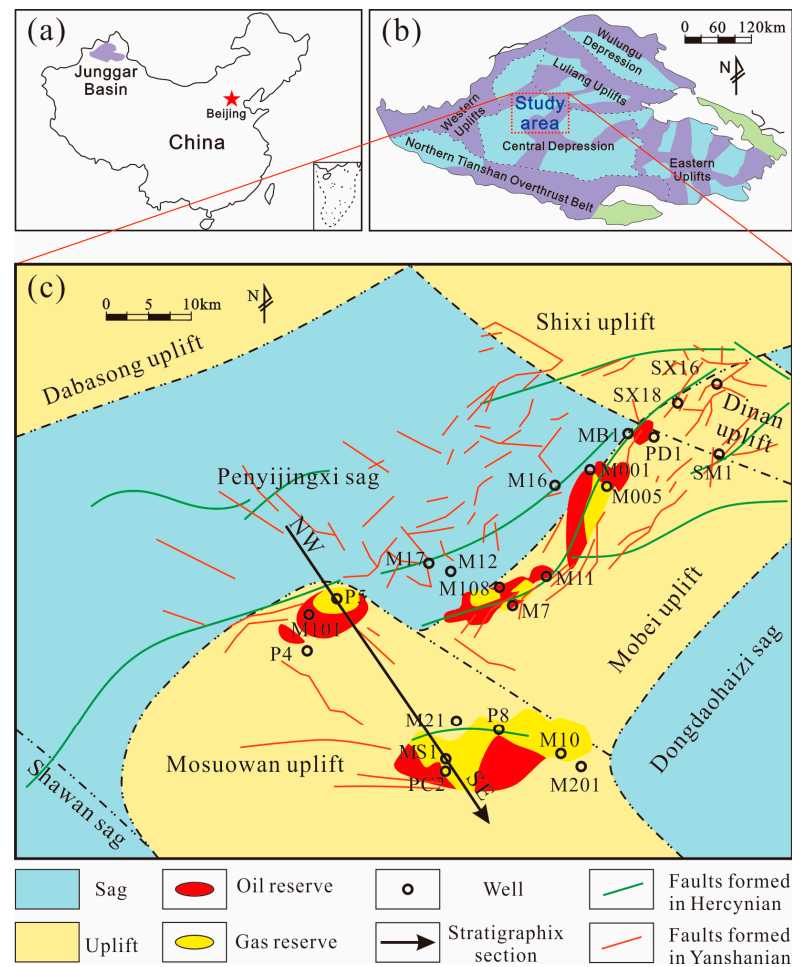 (a)
Junggar
Basin
Beijing
China
(b)
0 60 120km
N
Wulungu
Depression
Luliang Uplifts
Western
Uplifts
Study
area
Central Depression
Eastern
Uplifts
Northern Tianshan Overthrust Belt
(c)
0 5 10km
N
Shixi uplift
Dabasong uplift
SX16
SX18
Dinan
uplift
MB1
PD1
SM1
Penyijingxi sag
M001
M16
M005
NW
M17
M12
M108
M11
M7
P5
M101
P4
Mobei uplift
Dongdaohaizi sag
M21
P8
M10
MS1
PC2
SE
M201
Mosuowan uplift
Shawan sag
Sag
Oil reserve
Well
Faults formed
in Hercynian
Uplift
Gas reserve
Stratigraphix
section
Faults formed
in Yanshanian